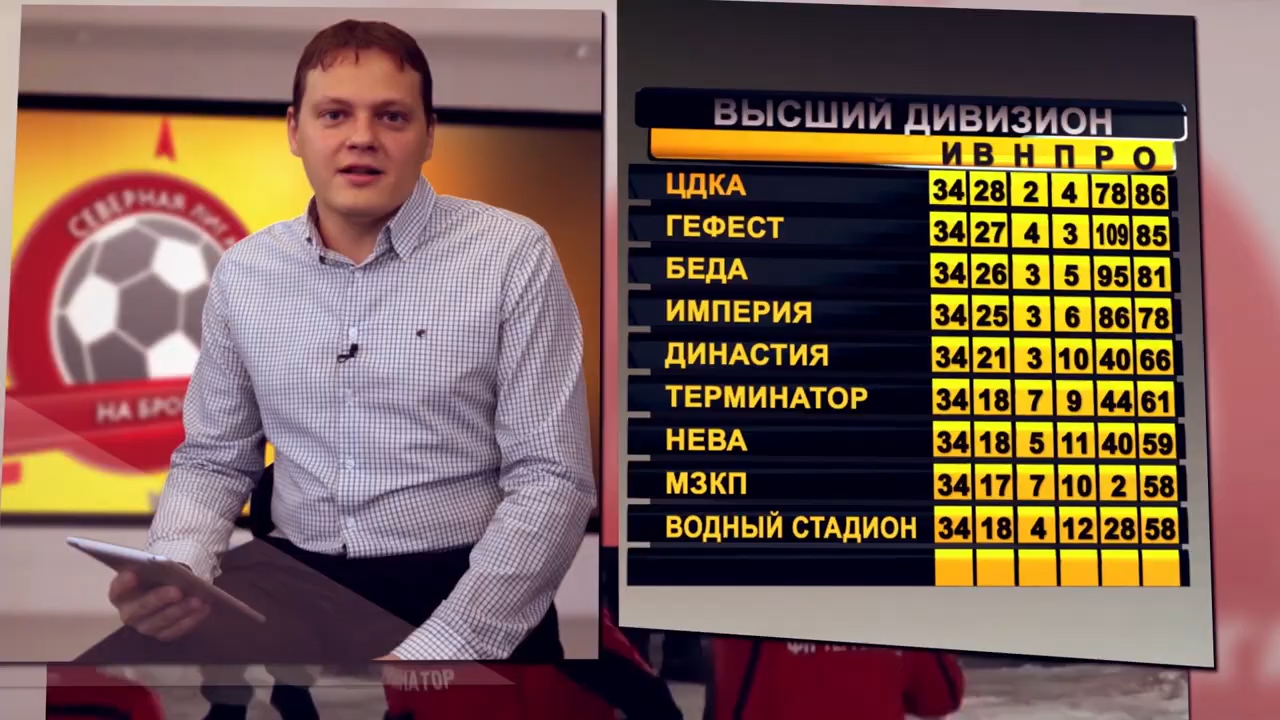 СЕВЕРНАЯ
НА
ВЫСШИЙ ДИВИЗИОН
И В Н П Р О
ЦДКА 34 28 2 4 78 86
ГЕФЕСТ 34 27 4 3 109 85
БЕДА 34 26 3 5 95 81
ИМПЕРИЯ 34 25 3 6 86 78
ДИНАСТИЯ 34 21 3 10 40 66
ТЕРМИНАТОР 34 18 7 9 44 61
НЕВА 34 18 5 11 40 59
МЗКП 34 17 7 10 2 58
ВОДНЫЙ СТАДИОН 34 18 4 12 28 58